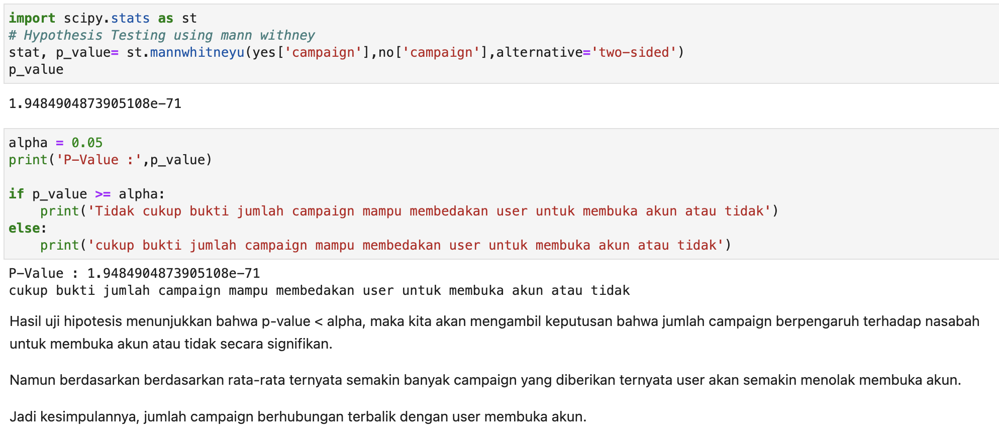 import scipy.stats as st
# Hypothesis Testing using mann withney
stat, p_value= st.mannwhitneyu(yes['campaign'],no['campaign'],alternative='two-sided')
p_value
1.9484904873905108e-71
alpha = 0.05
print('P-Value :',p_value)
if p_value >= alpha:
    print('Tidak cukup bukti jumlah campaign mampu membedakan user untuk membuka akun atau tidak')
else:
    print('cukup bukti jumlah campaign mampu membedakan user untuk membuka akun atau tidak')
P-Value : 1.9484904873905108e-71
cukup bukti jumlah campaign mampu membedakan user untuk membuka akun atau tidak
Hasil uji hipotesis menunjukkan bahwa p-value < alpha, maka kita akan mengambil keputusan bahwa jumlah campaign berpengaruh terhadap nasabah
untuk membuka akun atau tidak secara signifikan.
Namun berdasarkan berdasarkan rata-rata ternyata semakin banyak campaign yang diberikan ternyata user akan semakin menolak membuka akun.
Jadi kesimpulannya, jumlah campaign berhubungan terbalik dengan user membuka akun.